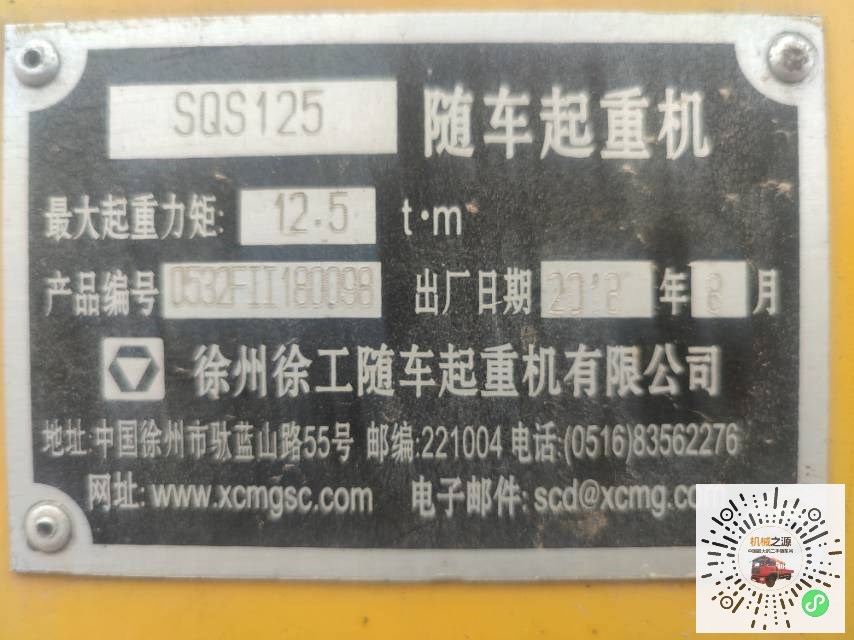 SQS125 随车起重机
最大起重力矩: 12.5 t·m
产品编号 0532FII180098 出厂日期 2018 年 8 月
徐州徐工随车起重机有限公司
地址:中国徐州市驮蓝山路55号 邮编:221004 电话:(0516)83562276
网址:www.xcmgsc.com 电子邮件:scd@xcmg.com
机械之源